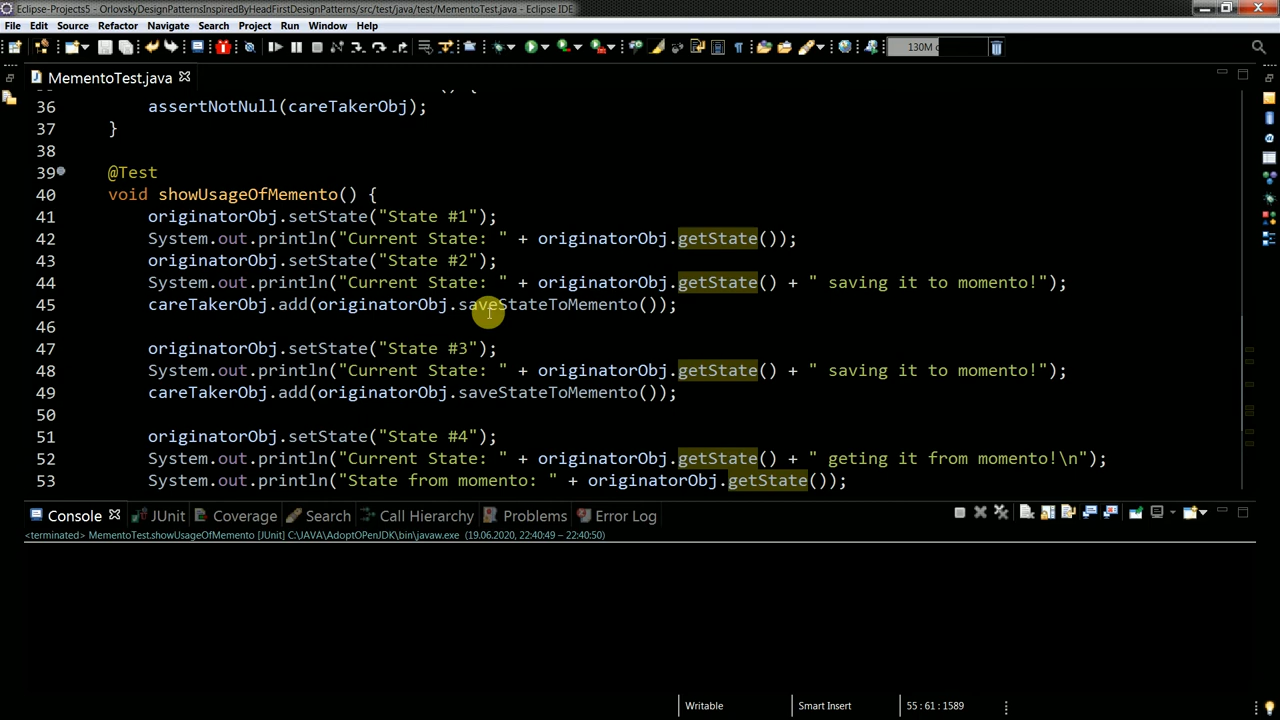 Eclipse-Projects5 - OrlovskyDesignPatternsInspiredByHeadFirstDesignPatterns/src/test/java/test/MementoTest.java - Eclipse IDE
File Edit Source Refactor Navigate Search Project Run Window Help
130M
MementoTest.java
36 assertNotNull(careTakerObj);
37 }
38
39 @Test
40 void showUsageOfMemento() {
41 originatorObj.setState("State #1");
42 System.out.println("Current State: " + originatorObj.getState());
43 originatorObj.setState("State #2");
44 System.out.println("Current State: " + originatorObj.getState() + " saving it to momento!");
45 careTakerObj.add(originatorObj.saveStateToMemento());
46
47 originatorObj.setState("State #3");
48 System.out.println("Current State: " + originatorObj.getState() + " saving it to momento!");
49 careTakerObj.add(originatorObj.saveStateToMemento());
50
51 originatorObj.setState("State #4");
52 System.out.println("Current State: " + originatorObj.getState() + " geting it from momento!\n");
53 System.out.println("State from momento: " + originatorObj.getState());
Console JUnit Coverage Search Call Hierarchy Problems Error Log
<terminated> MementoTest.showUsageOfMemento [JUnit] C:\JAVA\AdoptOPenJDK\bin\javaw.exe (19.06.2020, 22:40:49 – 22:40:50)
Writable Smart Insert 55 : 61 : 1589